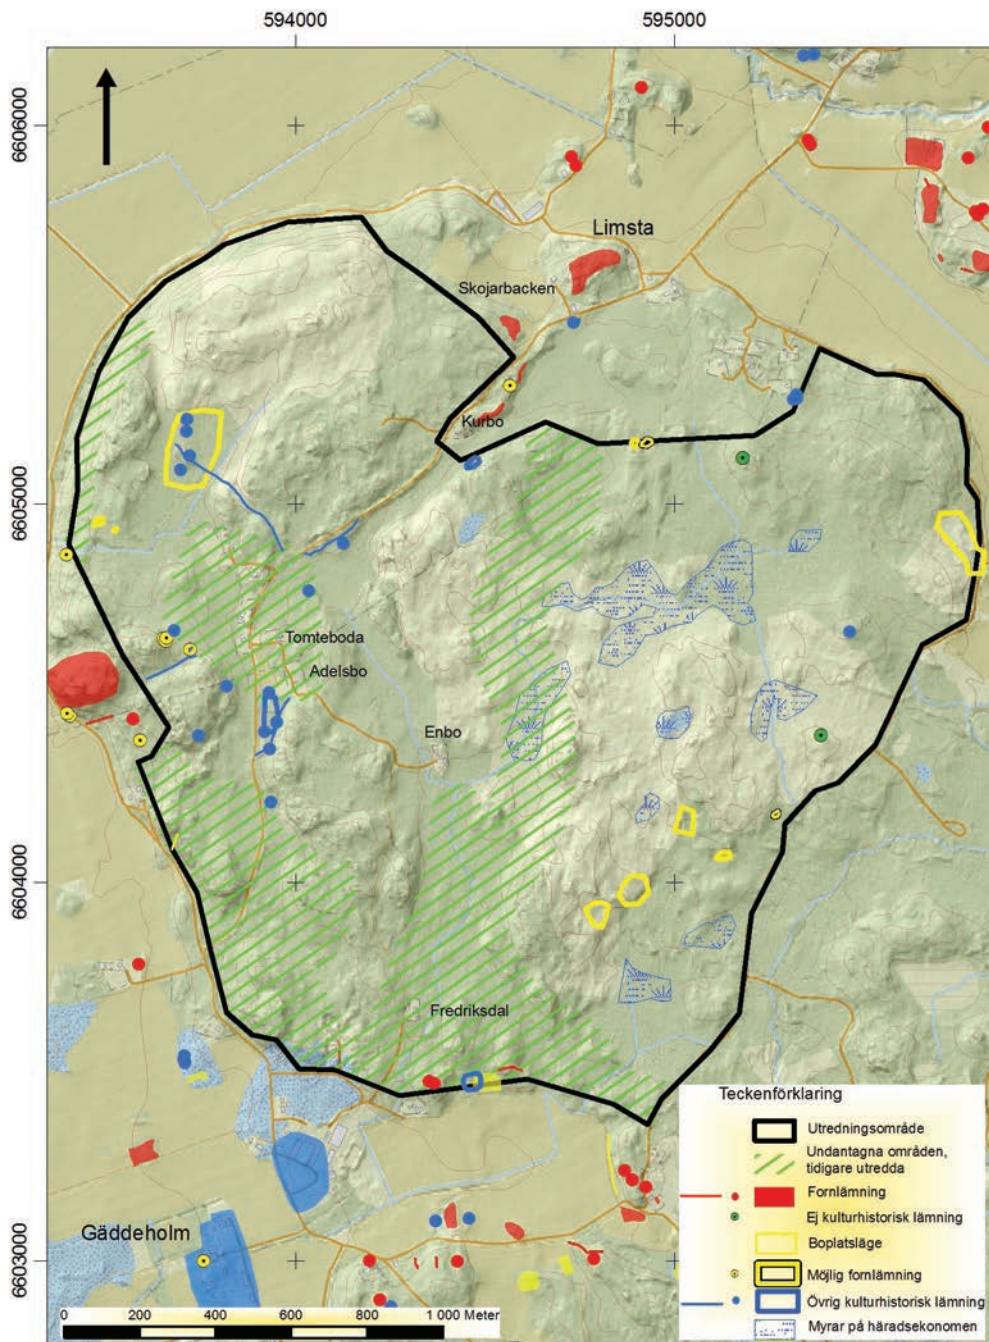 594000
595000
6606000
Limsta
Skojarbacken
Kurbo
6605000
Tomteboda
Adelsbo
Enbo
6604000
Fredriksdal
Gäddeholm
6603000
0 200 400 600 800 1 000 Meter
Teckenförklaring
Utredningsområde
Undantagna områden,
tidigare utredda
Fornlämning
Ej kulturhistorisk lämning
Boplatsläge
Möjlig fornlämning
Övrig kulturhistorisk lämning
Myrar på häradsekonomen